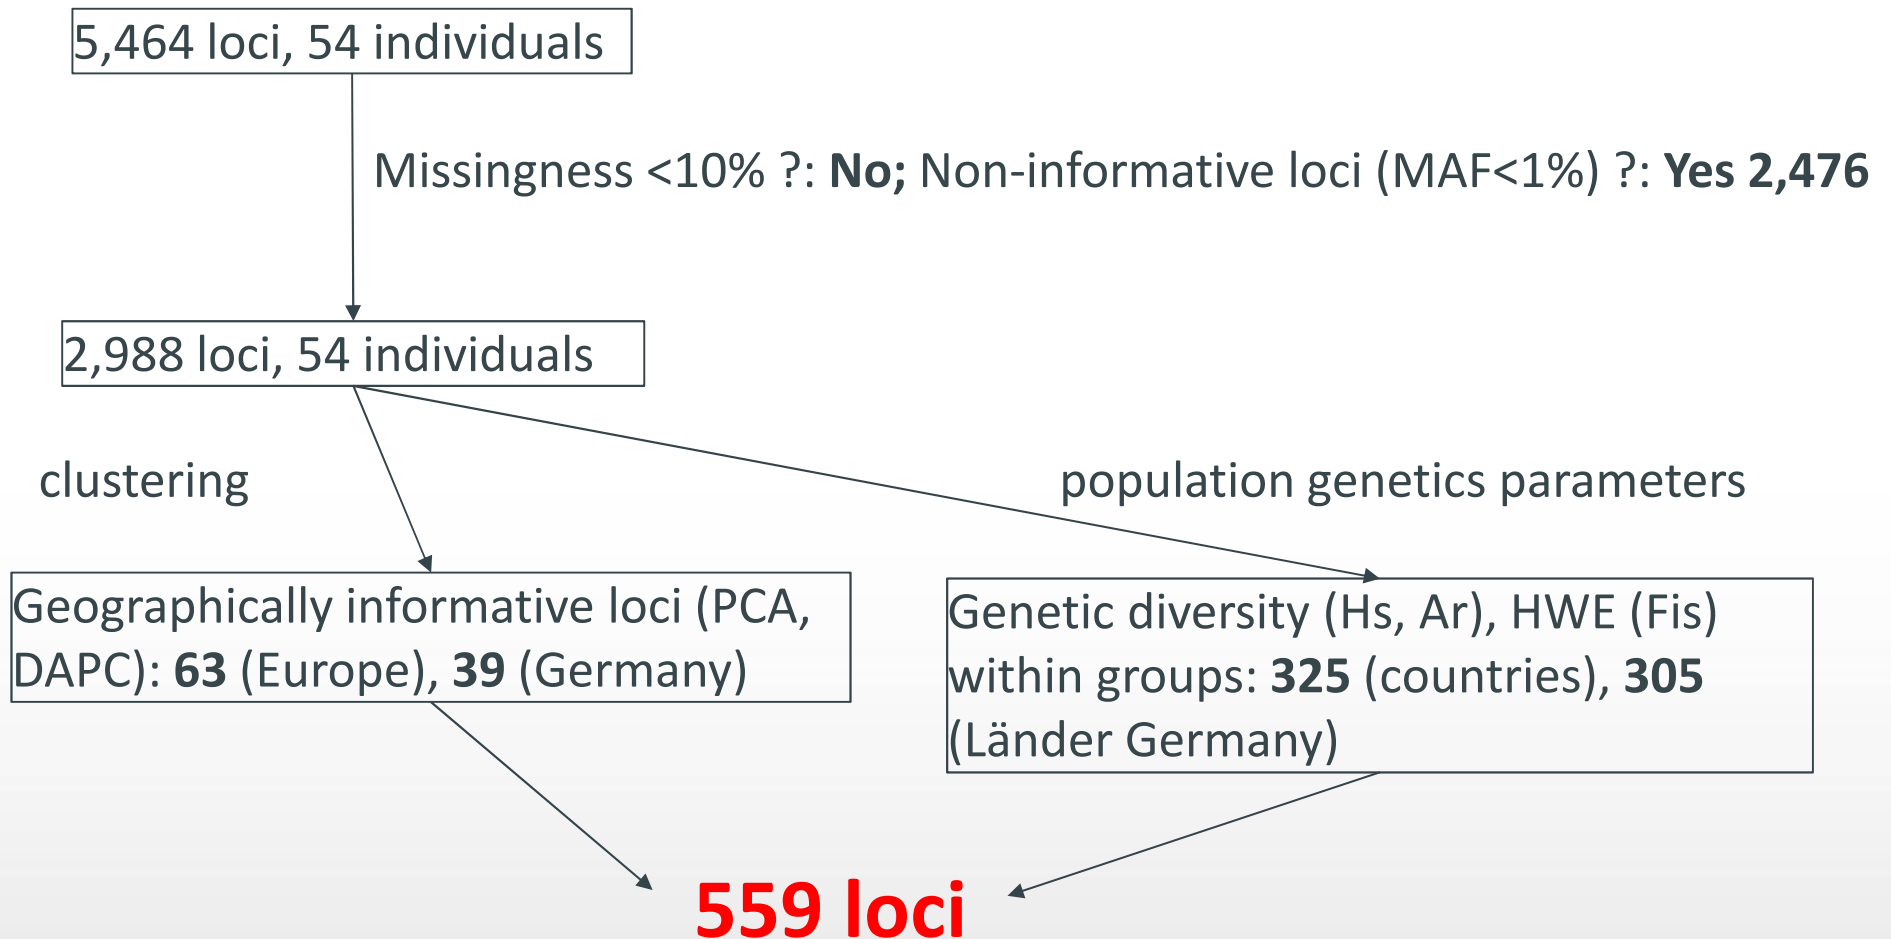 5,464 loci, 54 individuals
Missingness <10% ?: No; Non-informative loci (MAF<1%) ?: Yes 2,476
2,988 loci, 54 individuals
clustering
population genetics parameters
Geographically informative loci (PCA,
DAPC): 63 (Europe), 39 (Germany)
Genetic diversity (Hs, Ar), HWE (Fis)
within groups: 325 (countries), 305
(Länder Germany)
559 loci